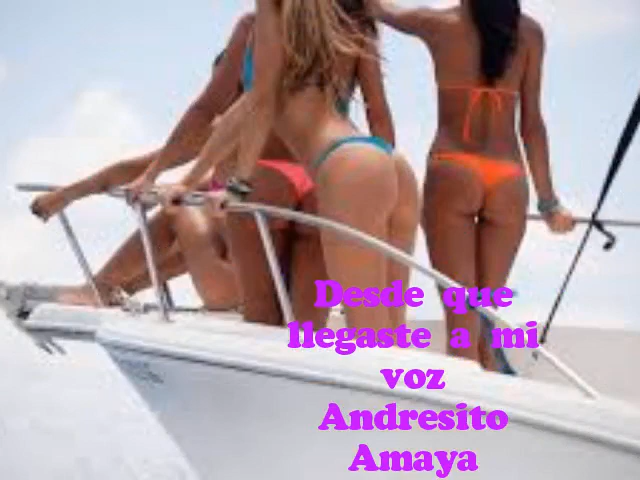 Desde que
llegaste a mi
voz
Andresito
Amaya